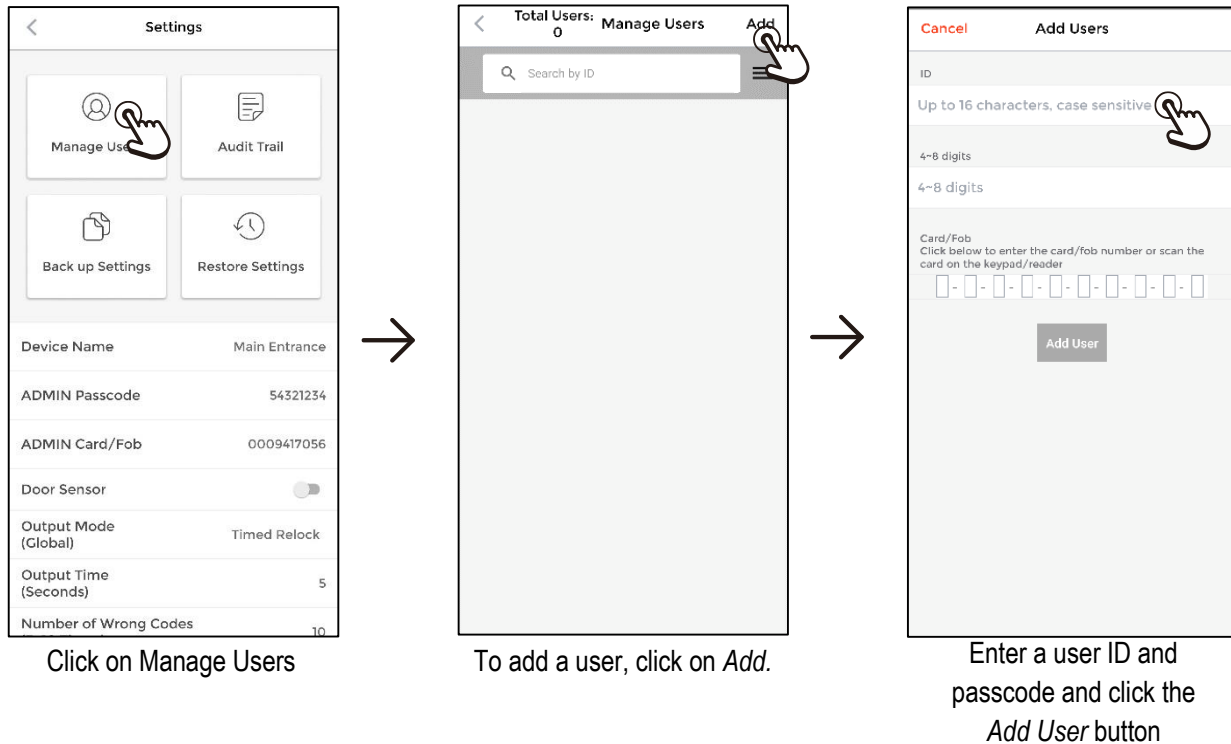 Settings
Manage Use
Audit Trail
Back up Settings
Restore Settings
Device Name Main Entrance
ADMIN Passcode 54321234
ADMIN Card/Fob 0009417056
Door Sensor
Output Mode
(Global) Timed Relock
Output Time
(Seconds) 5
Number of Wrong Codes
10
Click on Manage Users
Total Users:
0
Manage Users
Add
Search by ID
To add a user, click on Add.
Cancel Add Users
ID
Up to 16 characters, case sensitive
4~8 digits
4~8 digits
Card/Fob
Click below to enter the card/fob number or scan the
card on the keypad/reader
- - - - - - - - -
Add User
Enter a user ID and
passcode and click the
Add User button